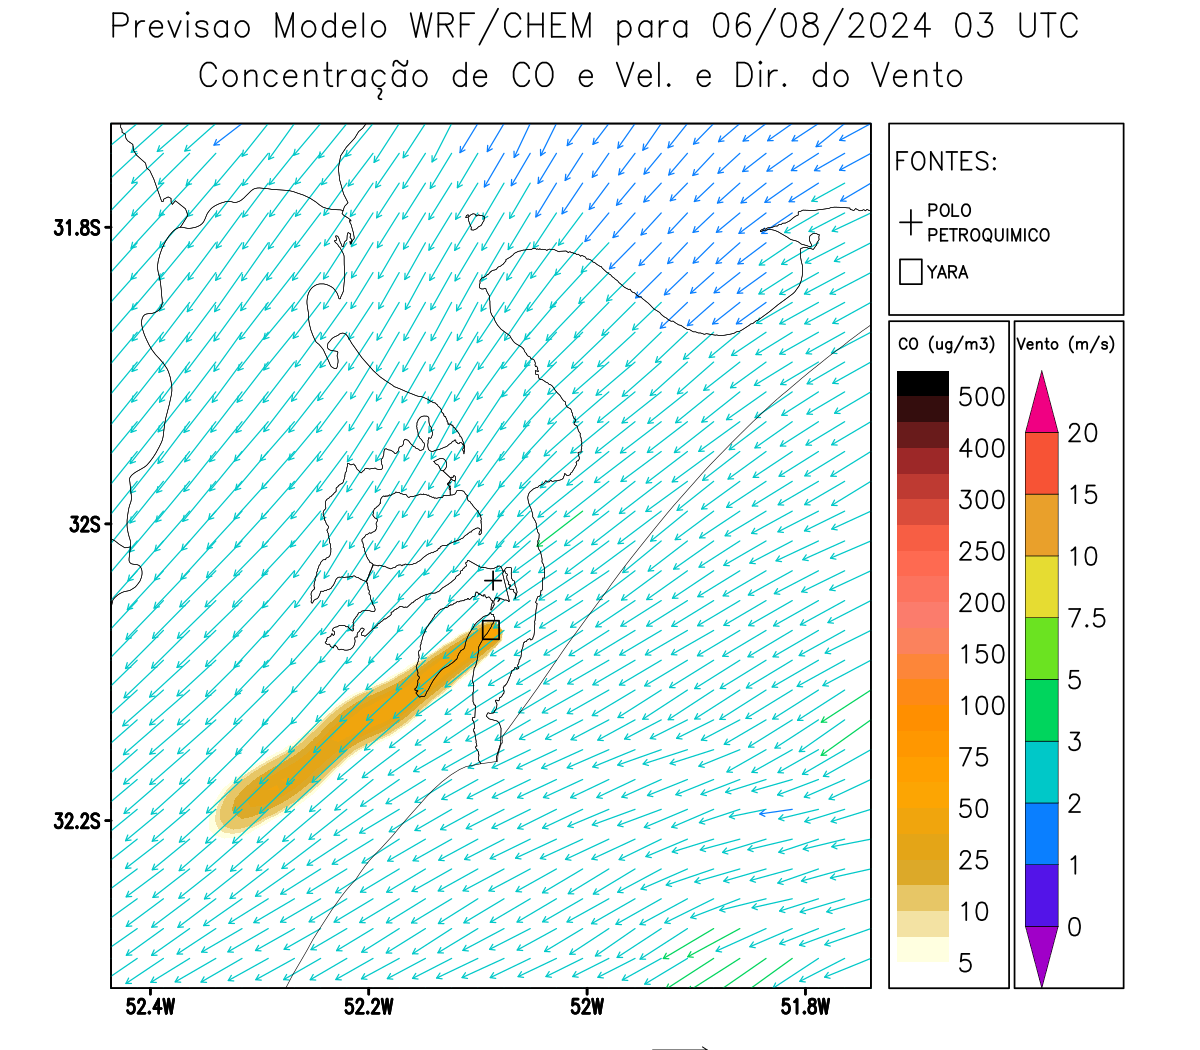 Previsao Modelo WRF/CHEM para 06/08/2024 03 UTC
Concentração de CO e Vel. e Dir. do Vento
FONTES:
POLO
PETROQUIMICO
YARA
CO (ug/m3)
500
400
300
250
200
150
100
75
50
25
10
5
Vento (m/s)
20
15
10
7.5
5
3
2
1
0
31.8S
32S
32.2S
52.4W
52.2W
52W
51.8W